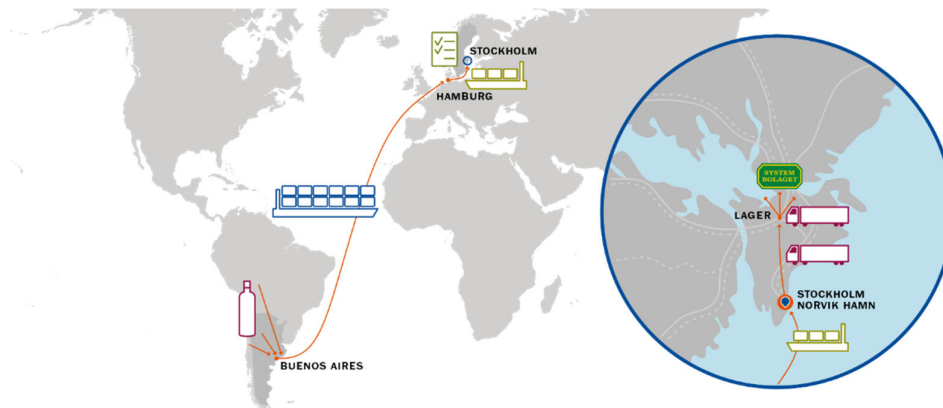 STOCKHOLM
HAMBURG
BUENOS AIRES
SYSTEM
BOLAGET
LAGER
STOCKHOLM
NORVIK HAMN